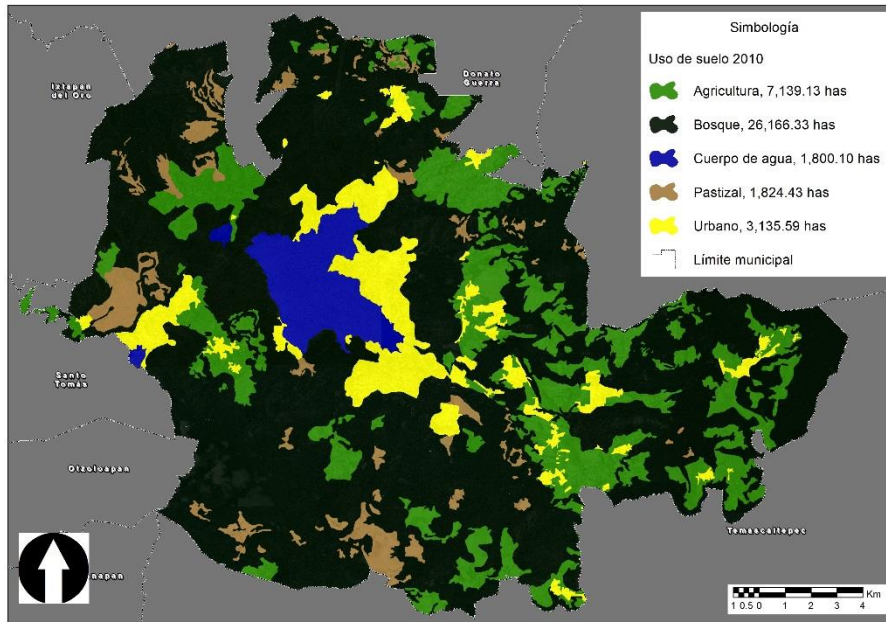 Simbología
Uso de suelo 2010
Agricultura, 7,139.13 has
Bosque, 26,166.33 has
Cuerpo de agua, 1,800.10 has
Pastizal, 1,824.43 has
Urbano, 3,135.59 has
Límite municipal
Ixtapan
del Oro
Donato
Guerra
Santo
Tomás
Otzoloapan
Temascaltepec
Km
1 0.5 0 1 2 3 4